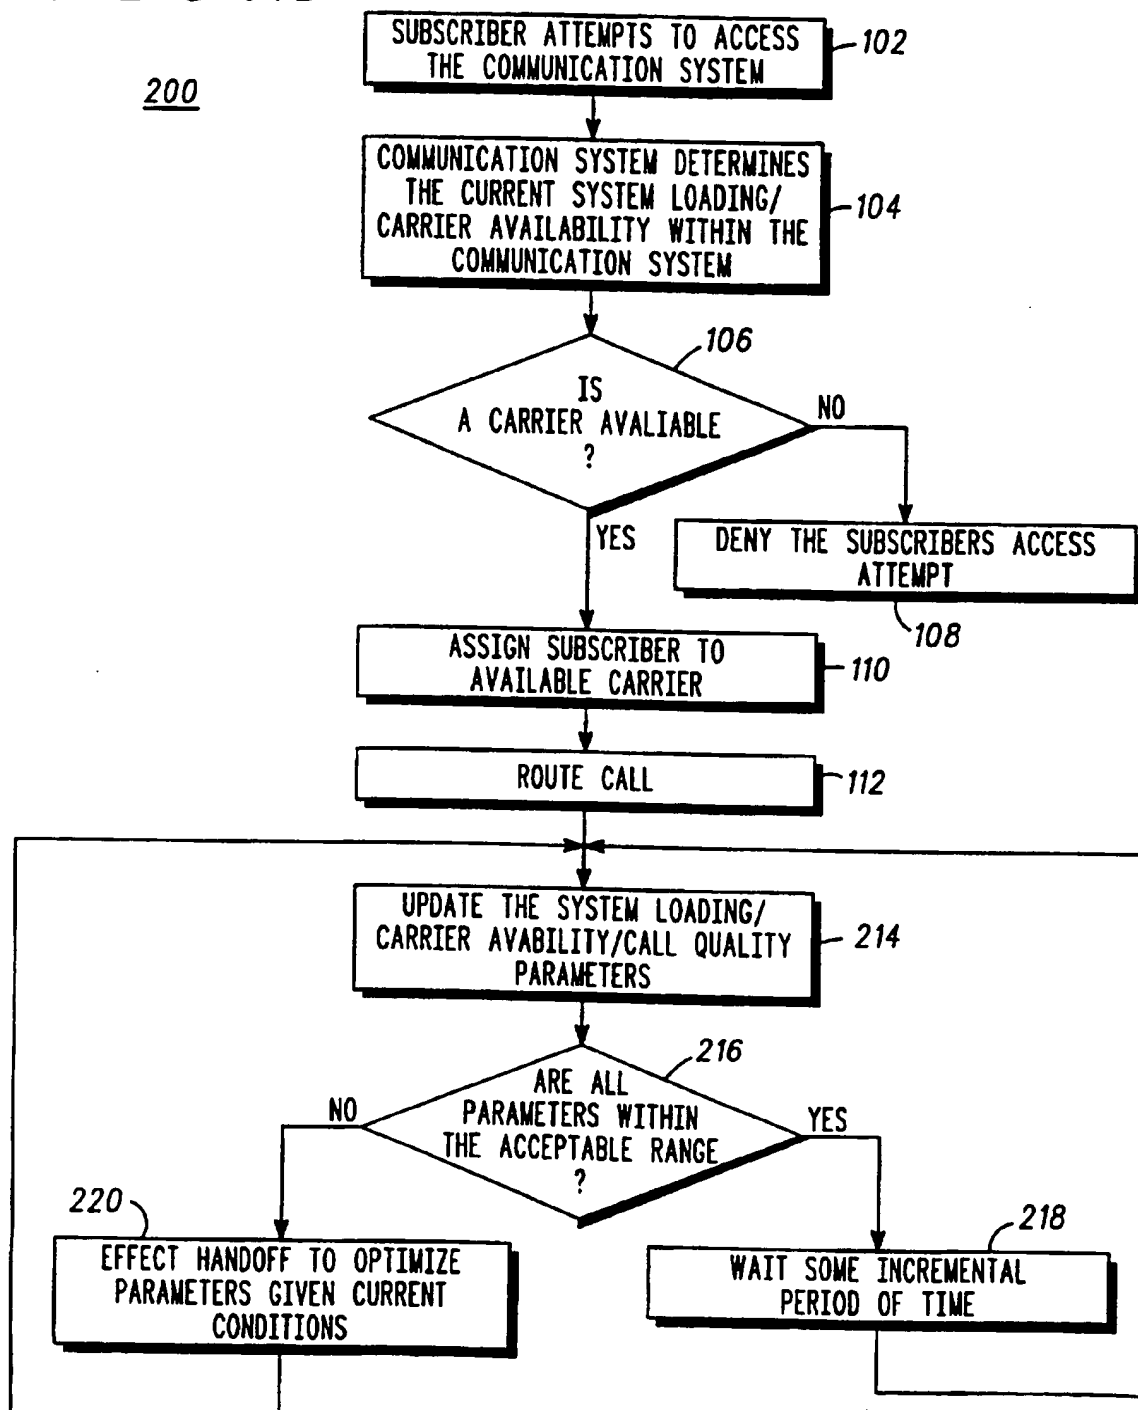 200
SUBSCRIBER ATTEMPTS TO ACCESS
THE COMMUNICATION SYSTEM
102
COMMUNICATION SYSTEM DETERMINES
THE CURRENT SYSTEM LOADING/
CARRIER AVAILABILITY WITHIN THE
COMMUNICATION SYSTEM
104
106
IS
A CARRIER AVALIABLE
?
NO
YES
DENY THE SUBSCRIBERS ACCESS
ATTEMPT
108
ASSIGN SUBSCRIBER TO
AVAILABLE CARRIER
110
ROUTE CALL
112
UPDATE THE SYSTEM LOADING/
CARRIER AVABILITY/CALL QUALITY
PARAMETERS
214
216
ARE ALL
PARAMETERS WITHIN
THE ACCEPTABLE RANGE
?
NO
YES
220
EFFECT HANDOFF TO OPTIMIZE
PARAMETERS GIVEN CURRENT
CONDITIONS
218
WAIT SOME INCREMENTAL
PERIOD OF TIME